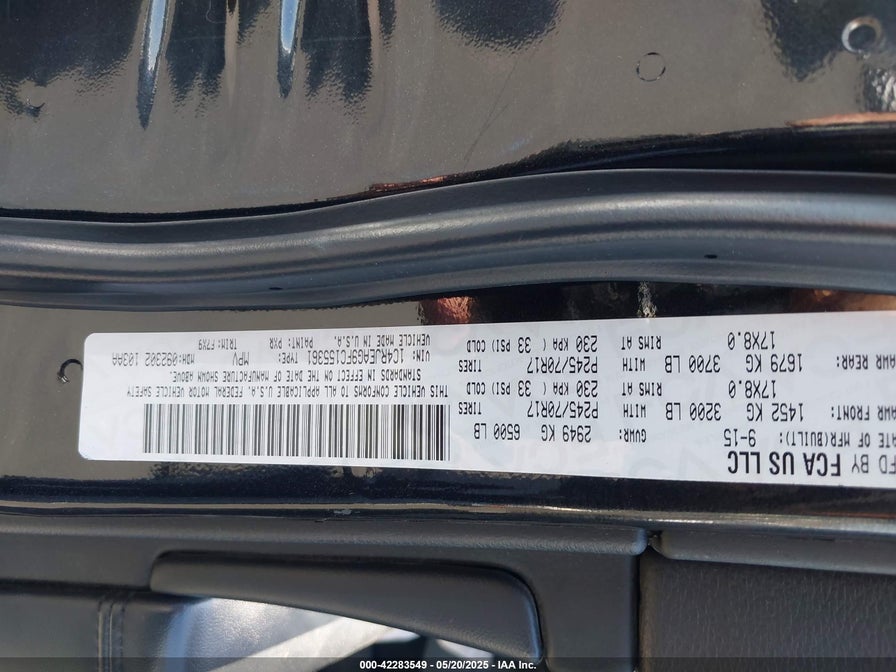 FD BY FCA US LLC
DATE OF MFR(BUILT): 9-15 GVWR: 2949 KG 6500 LB
AWR FRONT: 1452 KG 3200 LB WITH P245/70R17 TIRES
17X8.0 RIMS AT 230 KPA ( 33 PSI) COLD
AWR REAR: 1679 KG 3700 LB WITH P245/70R17 TIRES
17X8.0 RIMS AT 230 KPA ( 33 PSI) COLD
THIS VEHICLE CONFORMS TO ALL APPLICABLE U.S.A. FEDERAL MOTOR VEHICLE SAFETY
STANDARDS IN EFFECT ON THE DATE OF MANUFACTURE SHOWN ABOVE.
VIN: 1C4RJEAG3FC155361 TYPE: MPV MDH:092302 103AA
VEHICLE MADE IN U.S.A. PAINT: PXR TRIM: F7X9
000-42283549 - 05/20/2025 - IAA Inc.